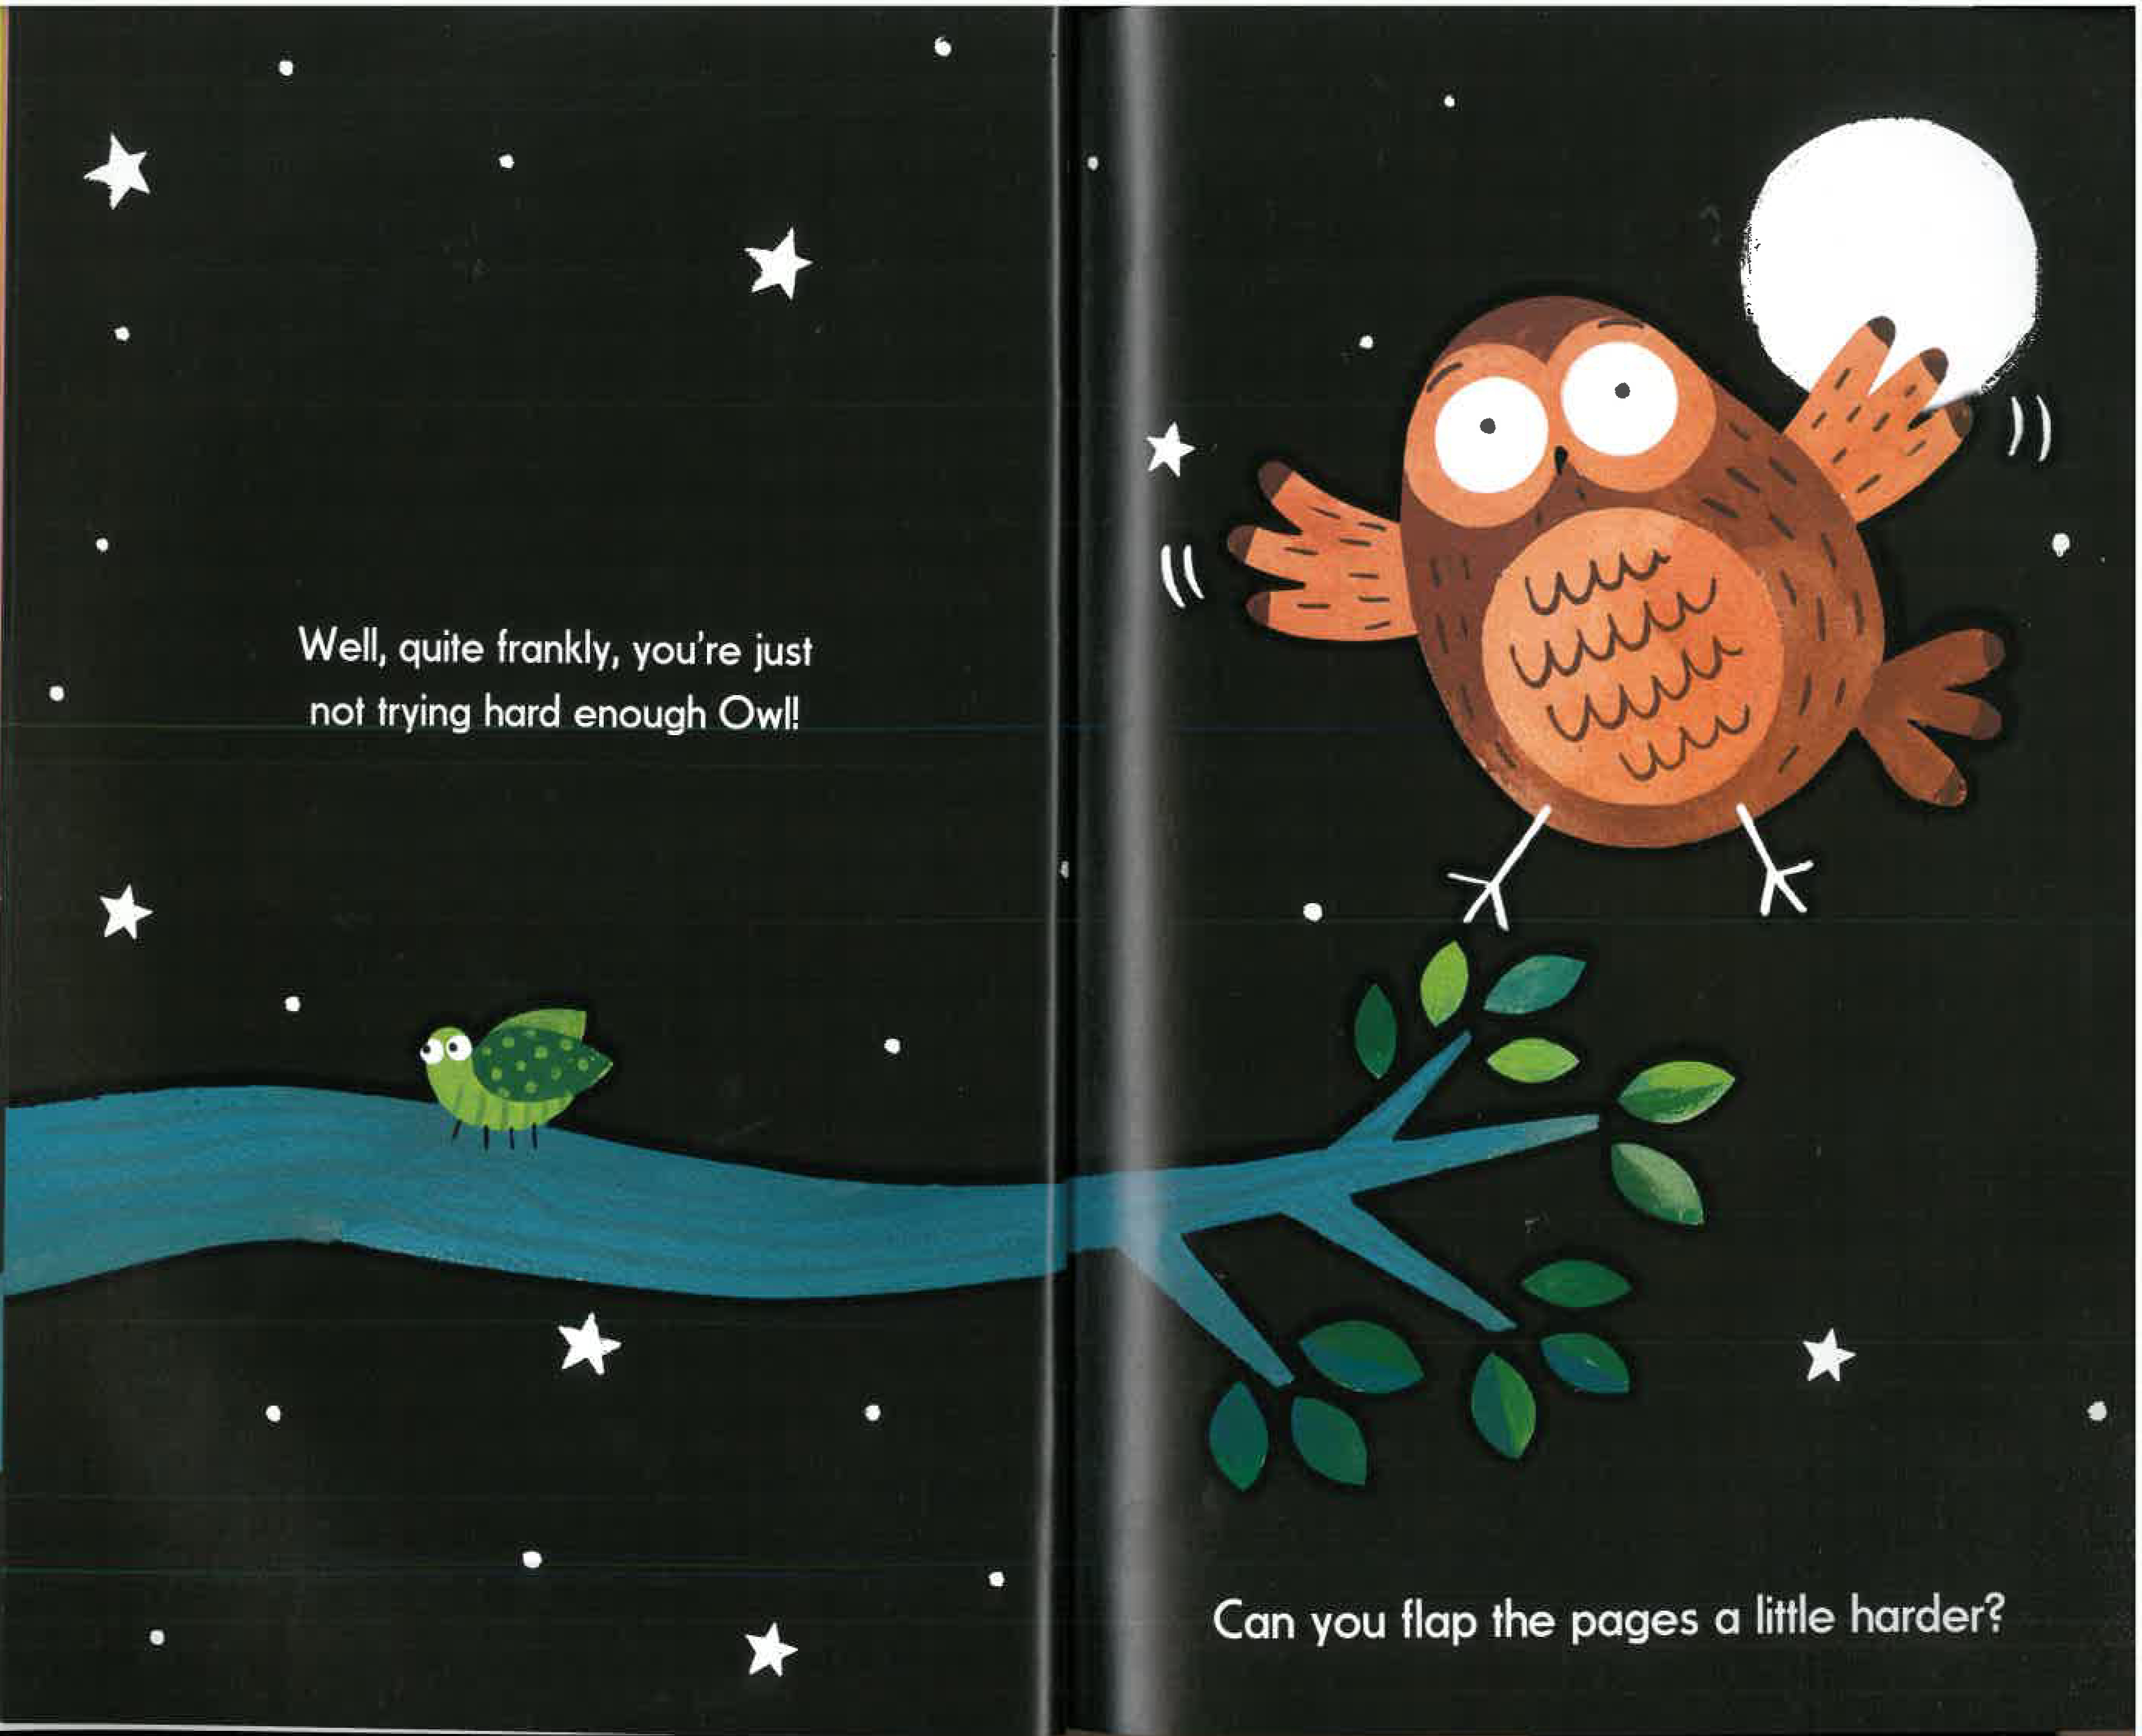 Well, quite frankly, you're just
not trying hard enough Owl!
Can you flap the pages a little harder?